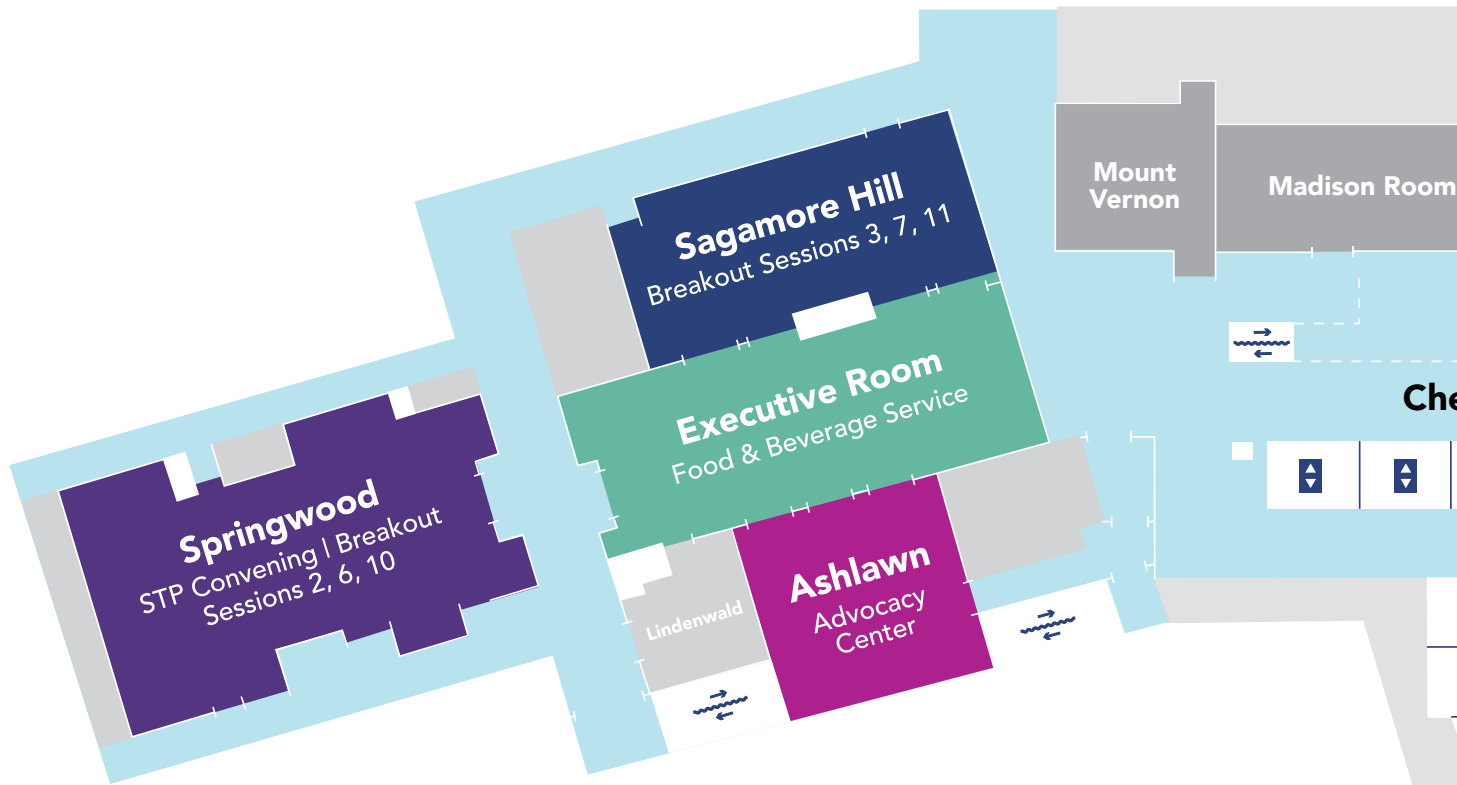 Sagamore Hill
Breakout Sessions 3, 7, 11
Mount
Vernon
Madison Room
Executive Room
Food & Beverage Service
Che
Springwood
STP Convening | Breakout
Sessions 2, 6, 10
Ashlawn
Advocacy
Center
Lindenwald